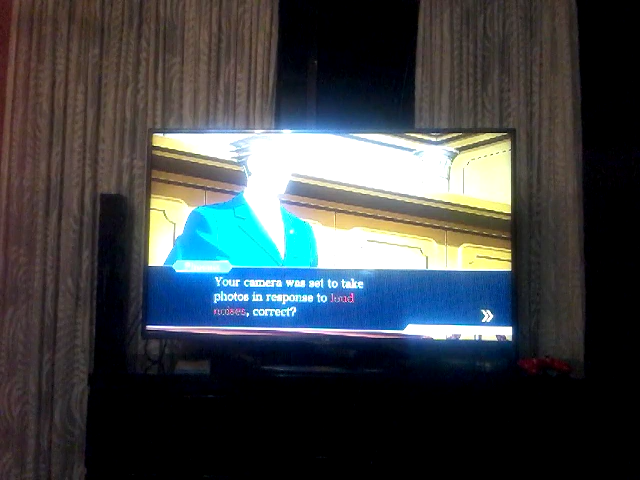 Your camera was set to take
photos in response to loud
noises, correct?